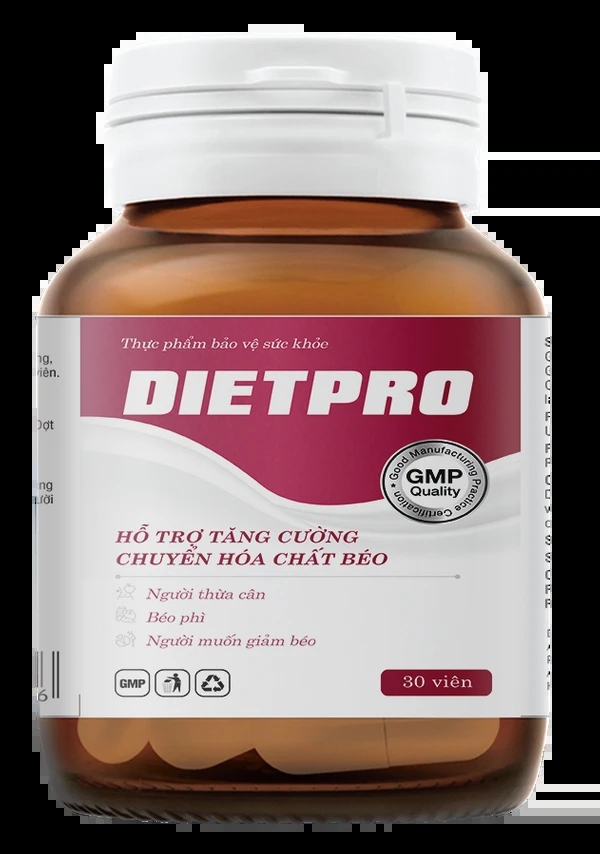 Thực phẩm bảo vệ sức khỏe
DIETPRO
Good Manufacturing Practice Certification
GMP
Quality
HỖ TRỢ TĂNG CƯỜNG
CHUYỂN HÓA CHẤT BÉO
Người thừa cân
Béo phì
Người muốn giảm béo
GMP
30 viên